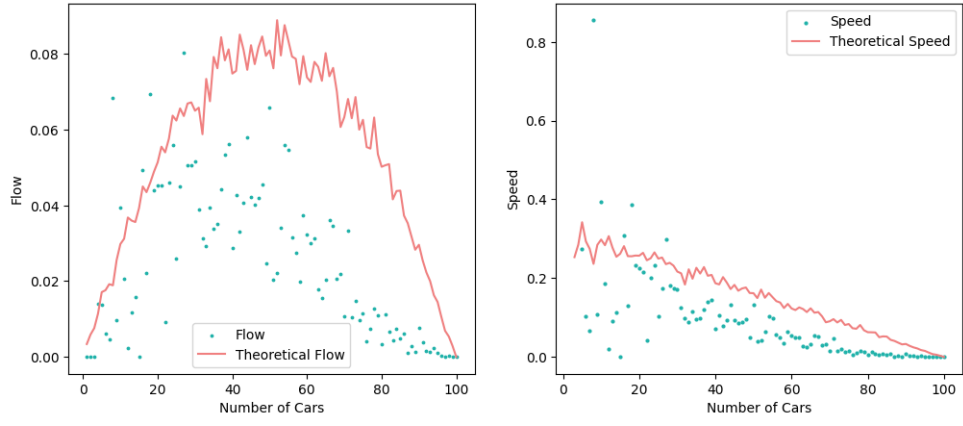 0.08
0.06
0.04
0.02
0.00
Flow
0
20
40
60
80
100
Number of Cars
Flow
Theoretical Flow
0.8
0.6
0.4
0.2
0.0
Speed
0
20
40
60
80
100
Number of Cars
Speed
Theoretical Speed